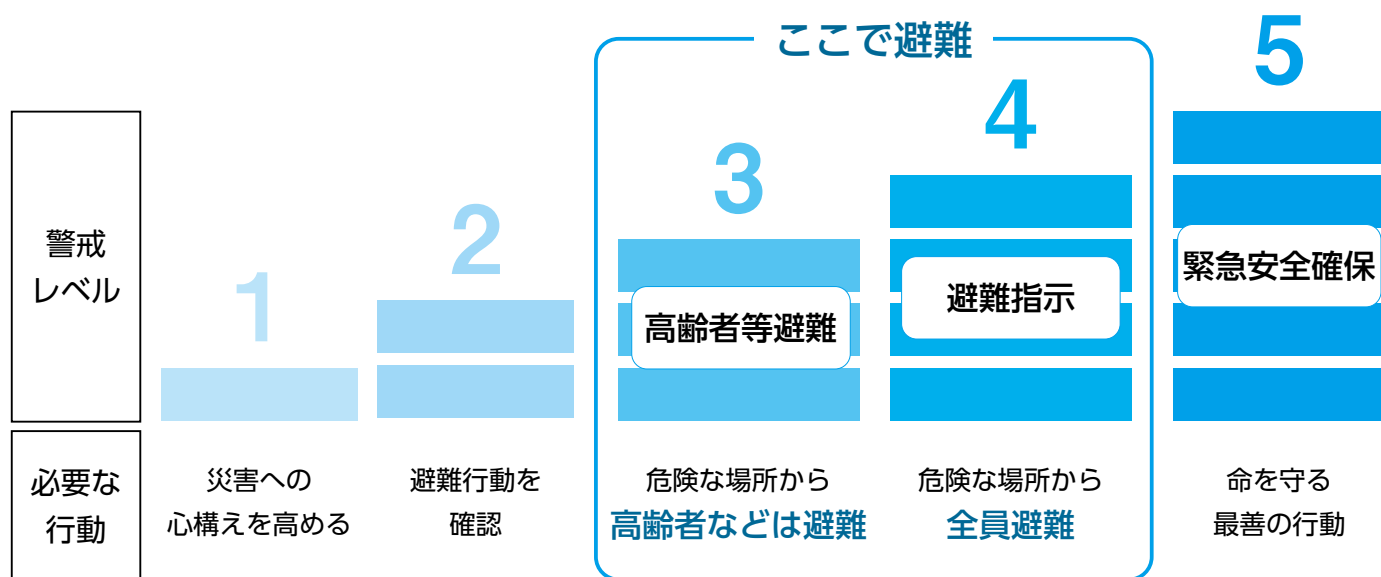 ここで避難
警戒
レベル
1
2
3
4
5
高齢者等避難
避難指示
緊急安全確保
必要な
行動
災害への
心構えを高める
避難行動を
確認
危険な場所から
高齢者などは避難
危険な場所から
全員避難
命を守る
最善の行動